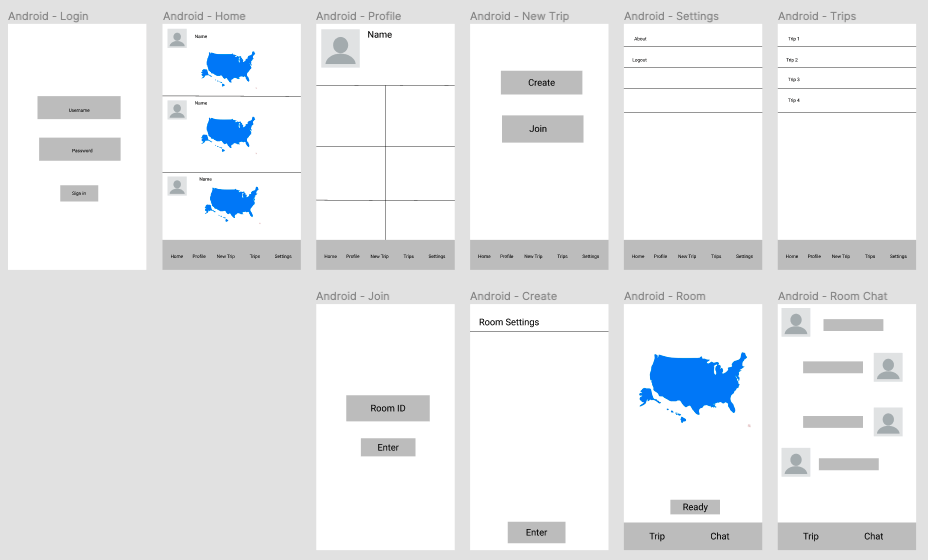 Android - Login
Android - Home
Android - Profile
Android - New Trip
Android - Settings
Android - Trips
Username
Password
Sign in
Name
Name
Name
Home Profile New Trip Trips Settings
Name
Home Profile New Trip Trips Settings
Create
Join
Home Profile New Trip Trips Settings
About
Logout
Home Profile New Trip Trips Settings
Trip 1
Trip 2
Trip 3
Trip 4
Home Profile New Trip Trips Settings
Android - Join
Android - Create
Android - Room
Android - Room Chat
Room ID
Enter
Room Settings
Enter
Ready
Trip Chat
Trip Chat